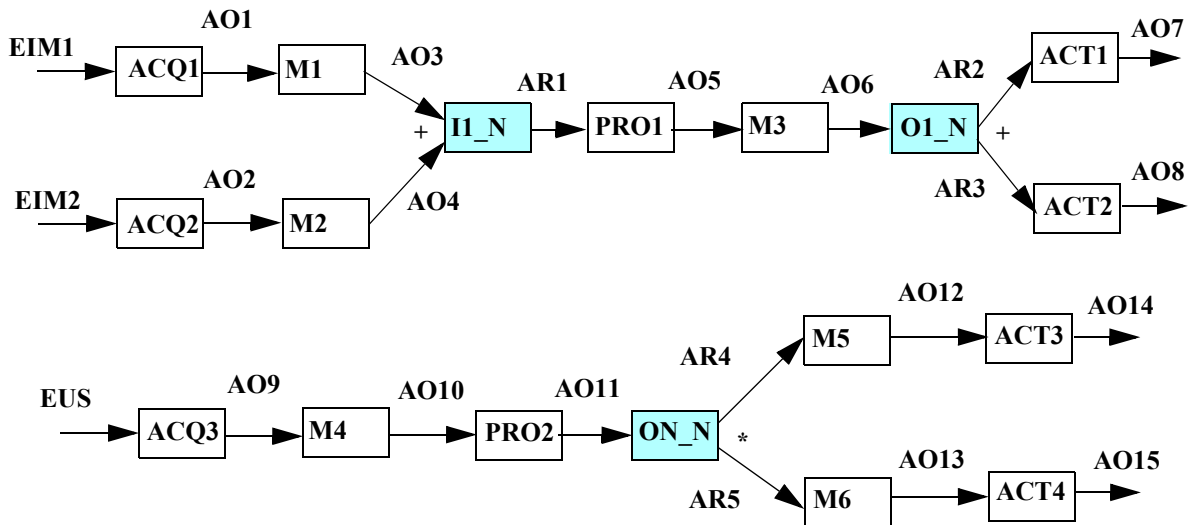 AO1
EIM1
ACQ1
M1
AO3
AR1
AO5
AO6
AR2
ACT1
AO7
+
I1_N
PRO1
M3
O1_N
+
EIM2
AO2
ACQ2
M2
AO4
AR3
ACT2
AO8
EUS
AO9
ACQ3
M4
AO10
PRO2
AO11
ON_N
*
AR4
M5
AO12
ACT3
AO14
AR5
M6
AO13
ACT4
AO15